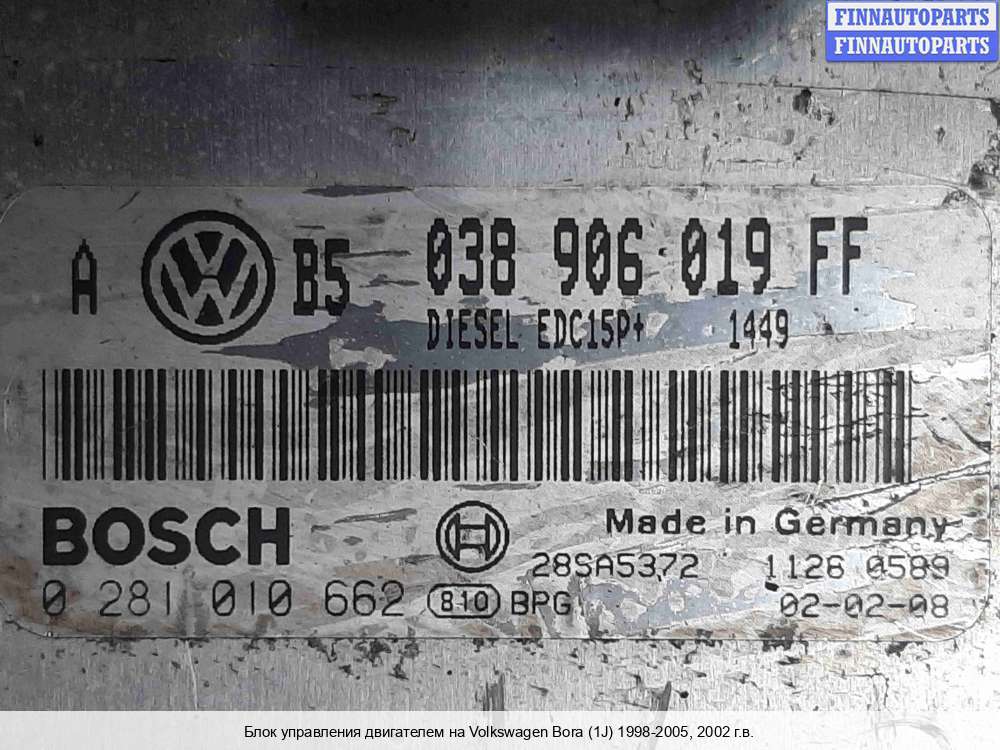 FINNAUTOPARTS
FINNAUTOPARTS
A VW B5 038 906 019 FF
DIESEL EDC15P+ 1449
BOSCH Made in Germany
28SA5372 1126 0589
0 281 010 662 810 BPG 02-02-08
Блок управления двигателем на Volkswagen Bora (1J) 1998-2005, 2002 г.в.